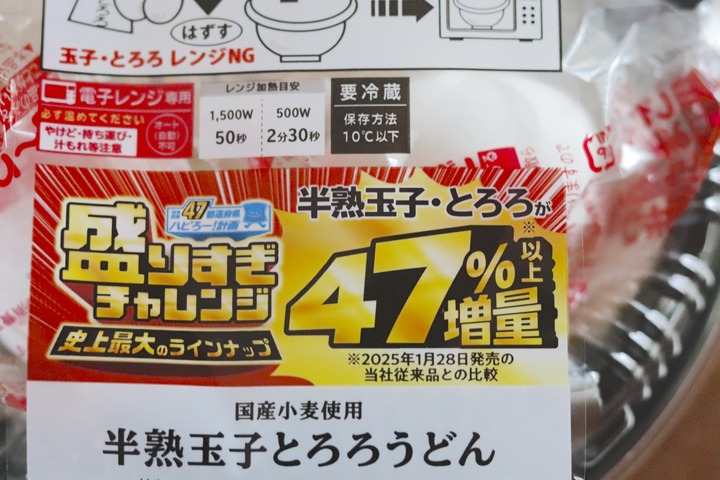 はずす
玉子・とろろ レンジNG
電子レンジ専用
必ず温めてください
やけど・持ち運び・
汁もれ等注意
オート
(自動)
不可
レンジ加熱目安
1,500W 500W
50秒 2分30秒
要冷蔵
保存方法
10℃以下
47都道府県
ハピろー!計画
盛りすぎ
チャレンジ
史上最大のラインナップ
半熟玉子・とろろが
47%以上
増量
※
※2025年1月28日発売の
当社従来品との比較
国産小麦使用
半熟玉子とろろうどん